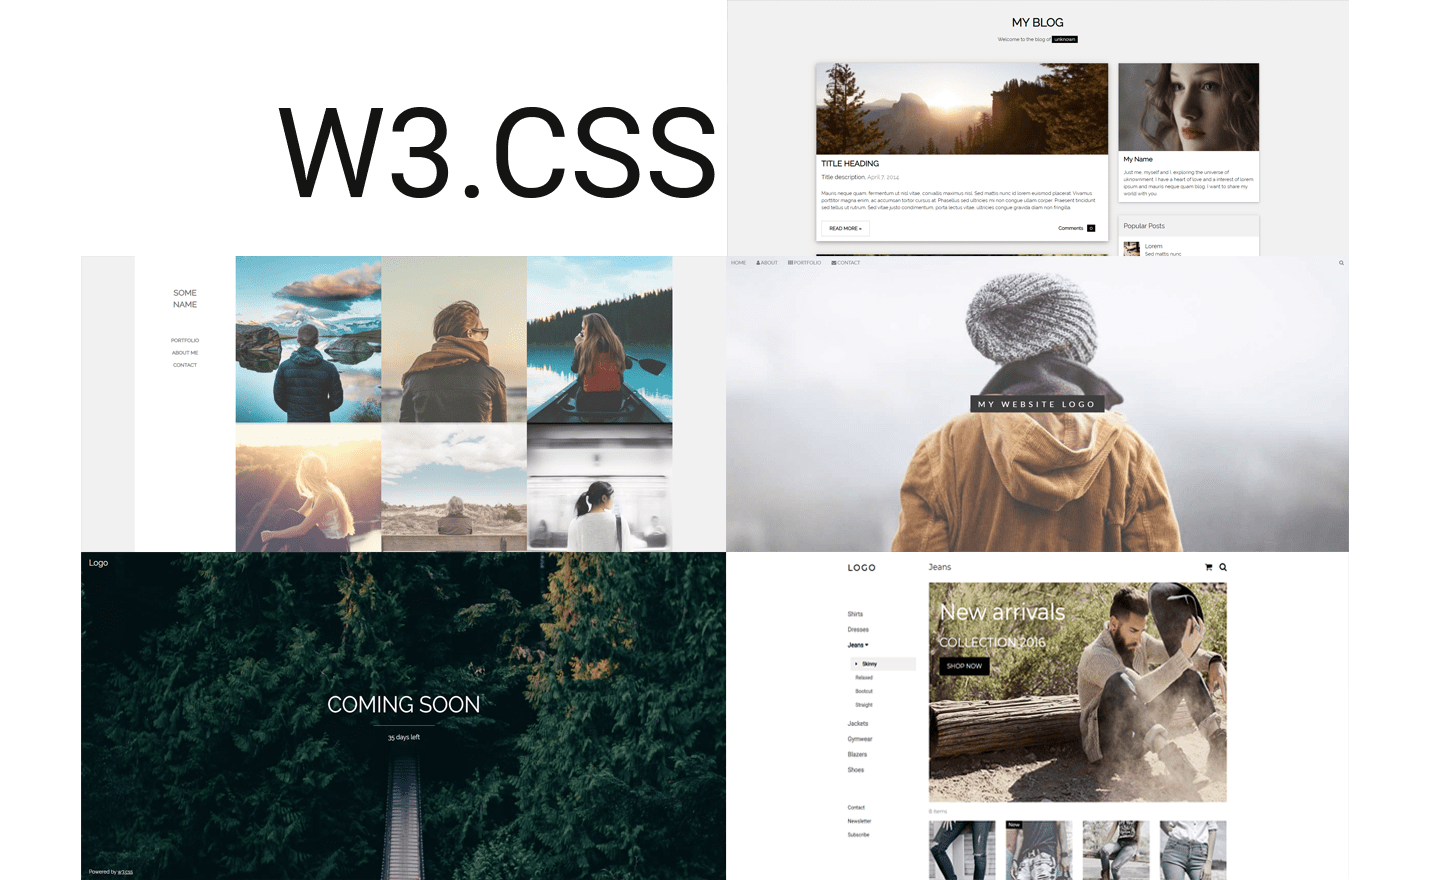 W3.CSS
MY BLOG
Welcome to the blog of unknown
TITLE HEADING
Title description, April 7, 2014
Mauris neque quam, fermentum ut nisl vitae, convallis maximus nisl. Sed mattis nunc id lorem euismod placerat. Vivamus
porttitor magna enim, ac accumsan tortor cursus at. Phasellus sed ultricies mi non congue ullam corper. Praesent tincidunt
sed tellus ut rutrum. Sed vitae justo condimentum, porta lectus vitae, ultricies congue gravida diam non fringilla.
READ MORE »
Comments 0
My Name
Just me, myself and I, exploring the universe of
uknownment. I have a heart of love and a interest of lorem
ipsum and mauris neque quam blog. I want to share my
world with you.
Popular Posts
Lorem
Sed mattis nunc
SOME
NAME
PORTFOLIO
ABOUT ME
CONTACT
HOME ABOUT PORTFOLIO CONTACT
MY WEBSITE LOGO
Logo
COMING SOON
35 days left
Powered by w3.css
LOGO
Shirts
Dresses
Jeans
Skinny
Relaxed
Bootcut
Straight
Jackets
Gymwear
Blazers
Shoes
Contact
Newsletter
Subscribe
Jeans
New arrivals
COLLECTION 2016
SHOP NOW
8 items
New